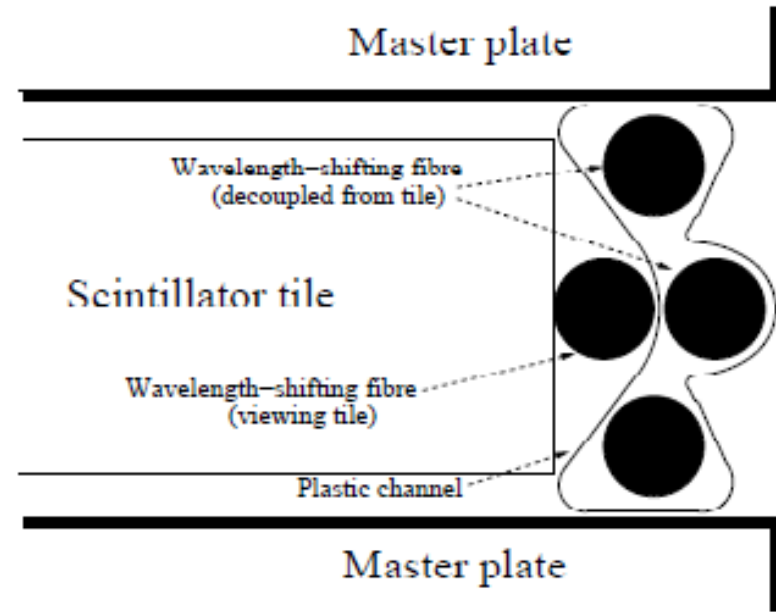 Master plate
Wavelength–shifting fibre
(decoupled from tile)
Scintillator tile
Wavelength–shifting fibre
(viewing tile)
Plastic channel
Master plate